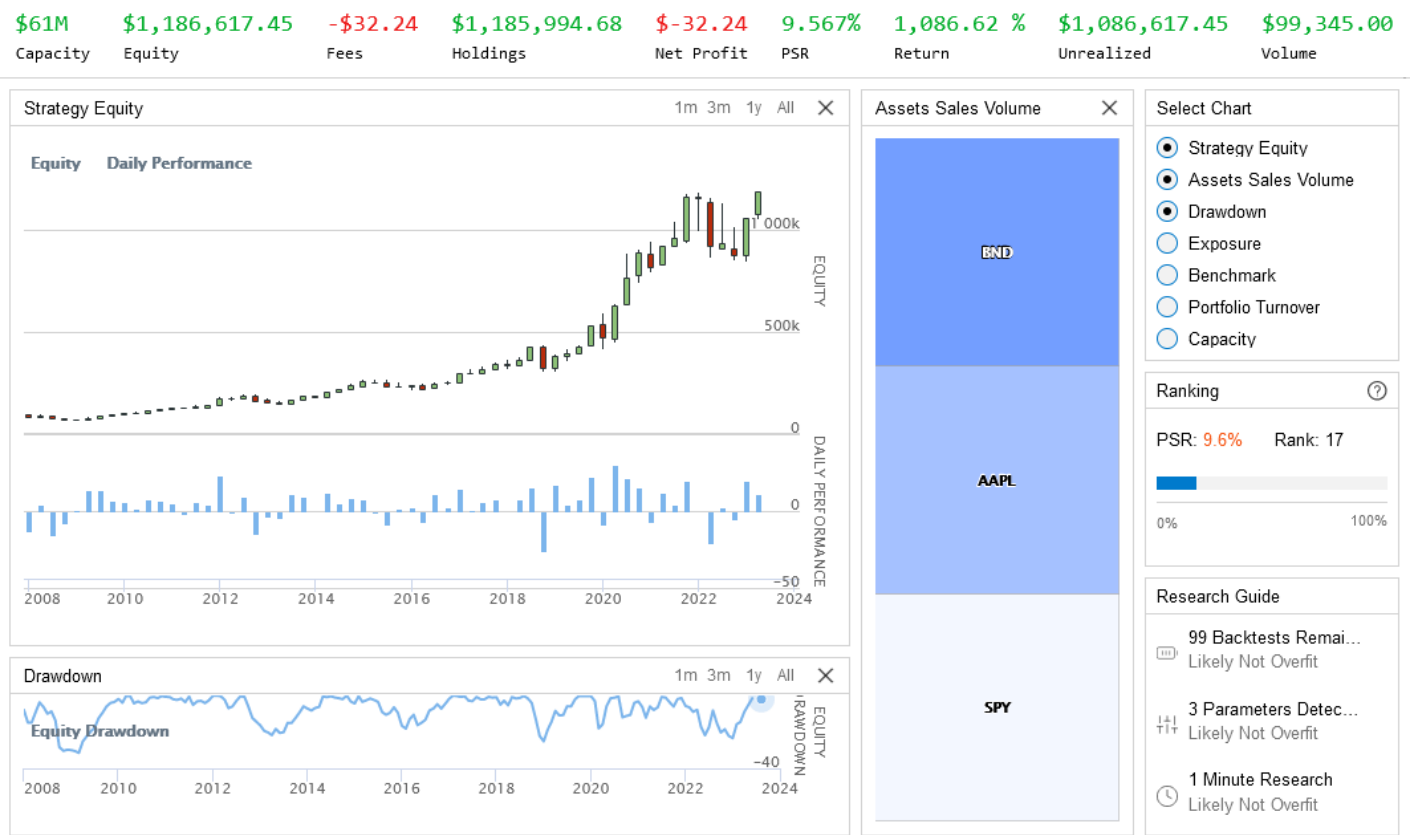 $61M $1,186,617.45 -$32.24 $1,185,994.68 $-32.24 9.567% 1,086.62 % $1,086,617.45 $99,345.00
Capacity Equity Fees Holdings Net Profit PSR Return Unrealized Volume
Strategy Equity 1m 3m 1y All
Equity Daily Performance
1 000k
500k
0
EQUITY
0
-50
DAILY PERFORMANCE
2008 2010 2012 2014 2016 2018 2020 2022 2024
Drawdown 1m 3m 1y All
Equity Drawdown
-40
EQUITY
RAWDOWN
2008 2010 2012 2014 2016 2018 2020 2022 2024
Assets Sales Volume
BND
AAPL
SPY
Select Chart
Strategy Equity
Assets Sales Volume
Drawdown
Exposure
Benchmark
Portfolio Turnover
Capacity
Ranking ?
PSR: 9.6% Rank: 17
0% 100%
Research Guide
99 Backtests Remai...
Likely Not Overfit
3 Parameters Detec...
Likely Not Overfit
1 Minute Research
Likely Not Overfit